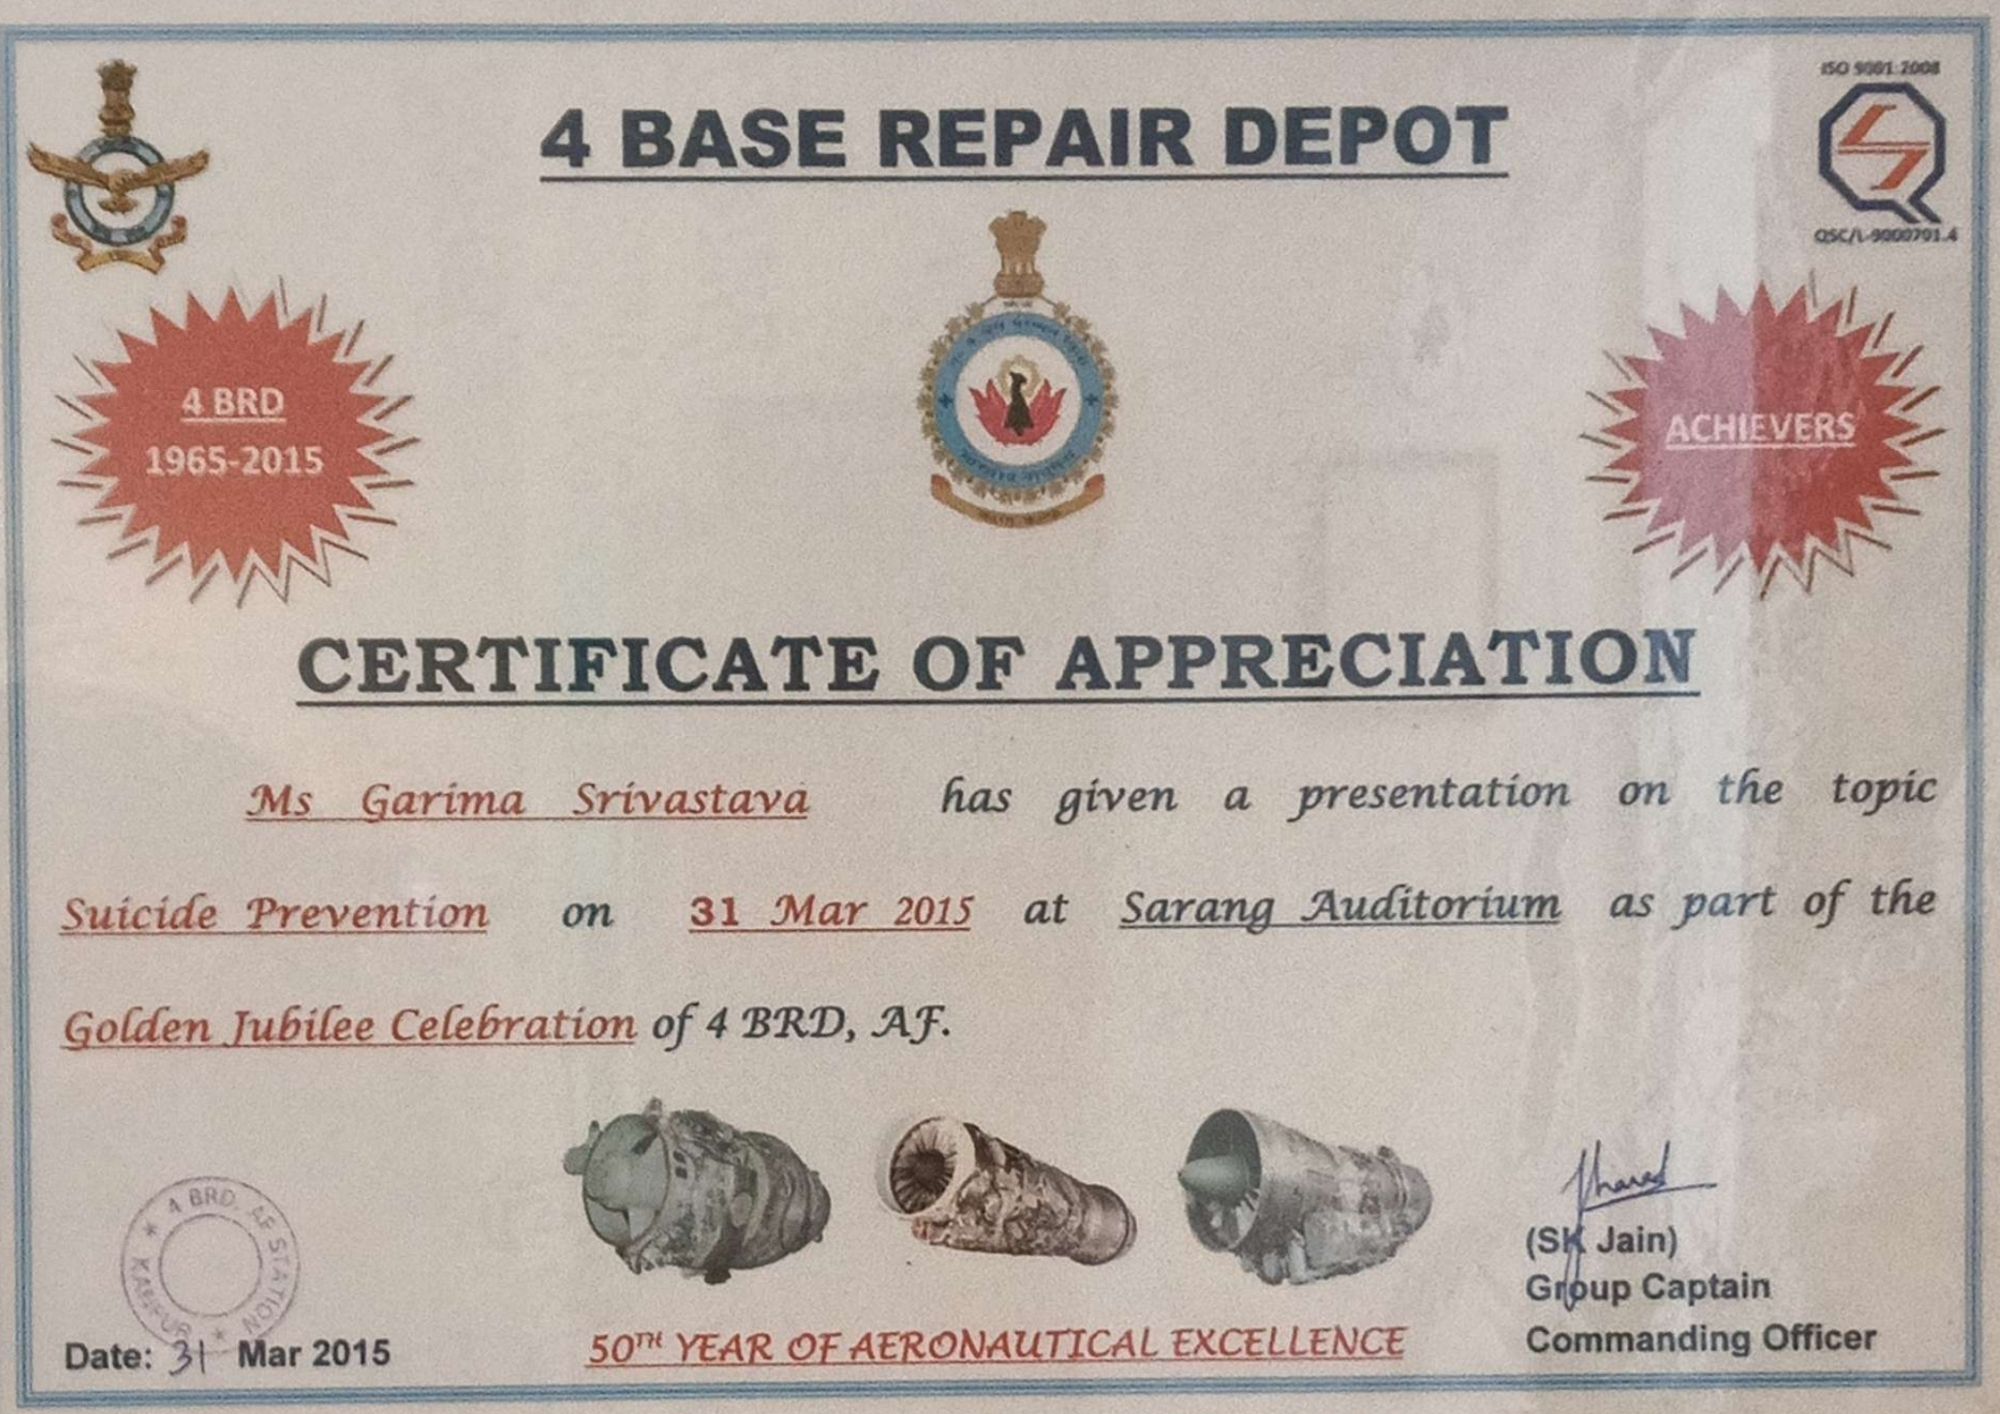 ISO 9001:2008
4 BASE REPAIR DEPOT
QSC/L-9000701.4
4 BRD
1965-2015
ACHIEVERS
CERTIFICATE OF APPRECIATION
Ms Garima Srivastava has given a presentation on the topic
Suicide Prevention on 31 Mar 2015 at Sarang Auditorium as part of the
Golden Jubilee Celebration of 4 BRD, AF.
4 BRD, AF STATION
KANPUR
(SK Jain)
Group Captain
Commanding Officer
Date: 31 Mar 2015
50TH YEAR OF AERONAUTICAL EXCELLENCE